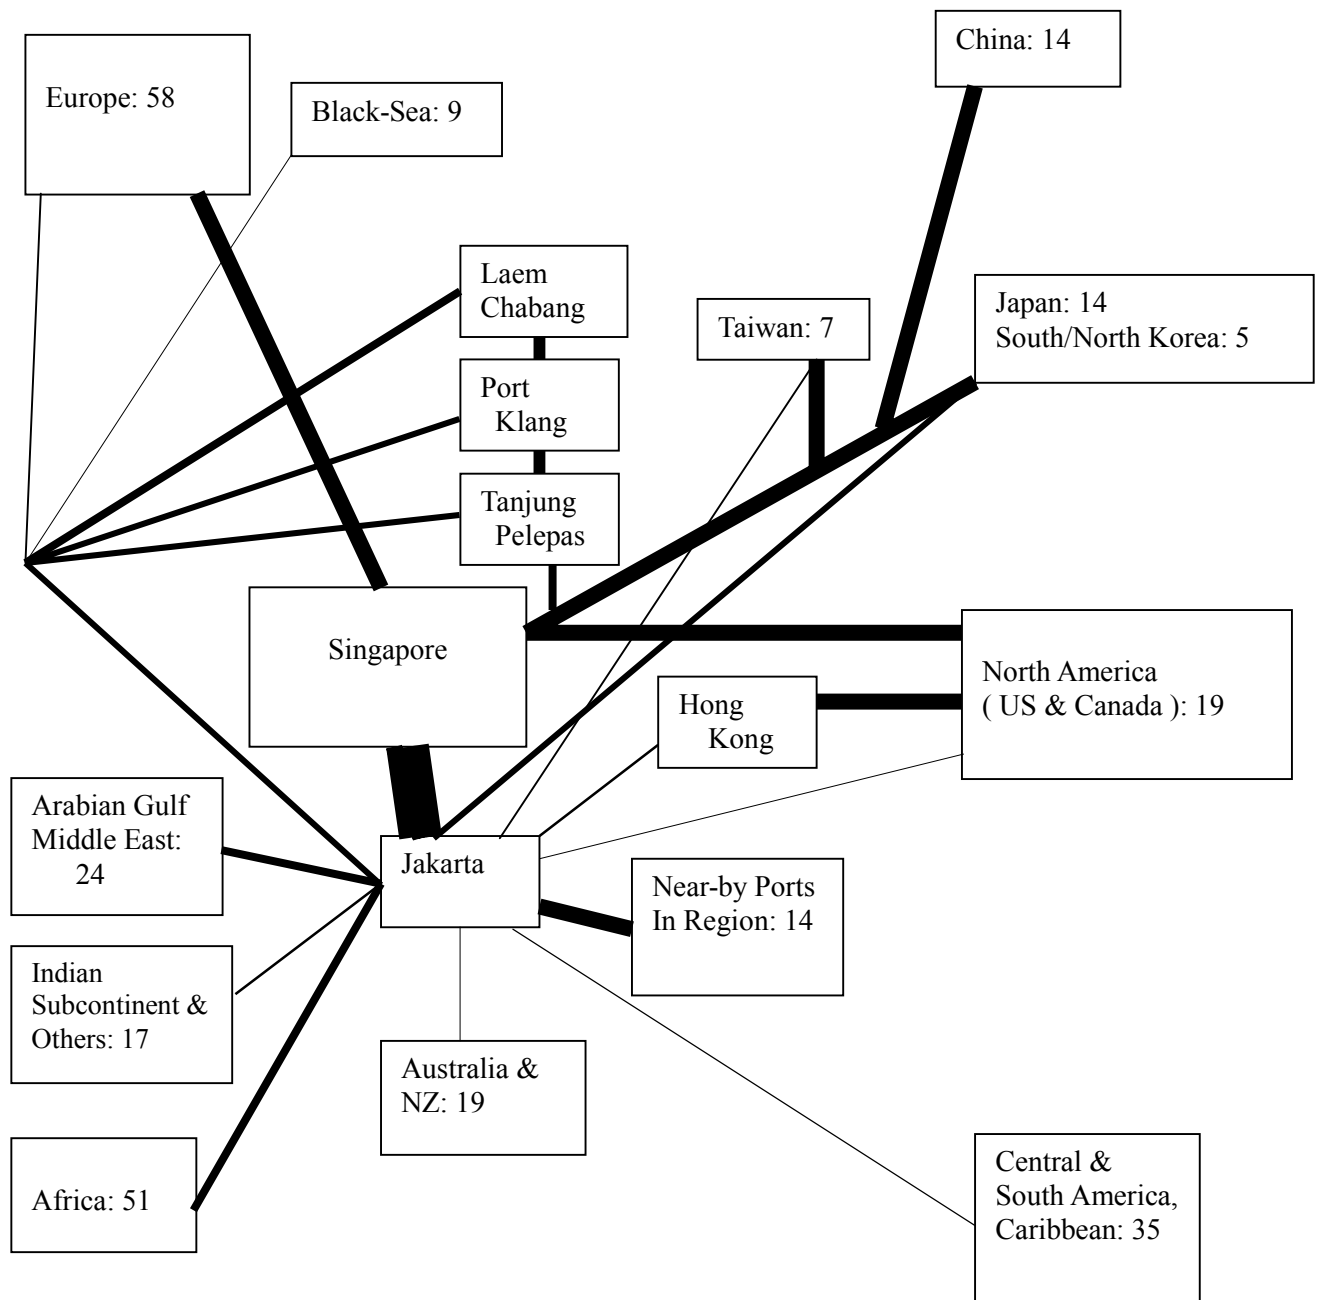 China: 14
Europe: 58
Black-Sea: 9
Laem
Chabang
Taiwan: 7
Japan: 14
South/North Korea: 5
Port
Klang
Tanjung
Pelepas
Singapore
North America
( US & Canada ): 19
Hong
Kong
Arabian Gulf
Middle East:
24
Jakarta
Near-by Ports
In Region: 14
Indian
Subcontinent &
Others: 17
Australia &
NZ: 19
Africa: 51
Central &
South America,
Caribbean: 35